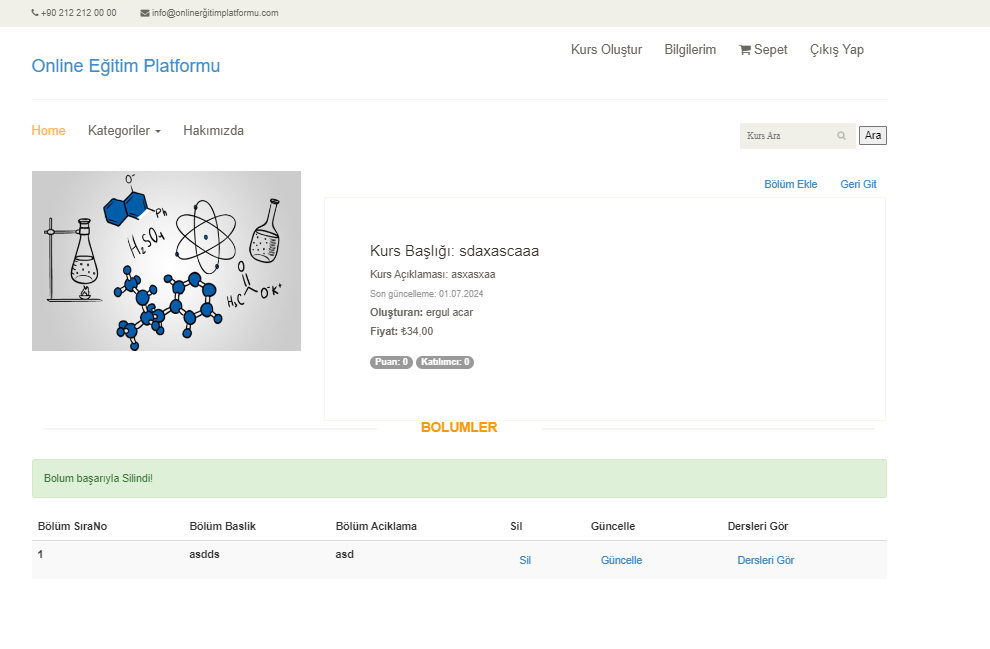 +90 212 212 00 00 info@onlinerğitimplatformu.com
Kurs Oluştur Bilgilerim Sepet Çıkış Yap
Online Eğitim Platformu
Home Kategoriler Hakımızda
Kurs Ara Ara
Bölüm Ekle Geri Git
O⁻
Ph
H₂SO₄
O
H₃C O⁻K⁺
Kurs Başlığı: sdaxascaaa
Kurs Açıklaması: asxasxaa
Son güncelleme: 01.07.2024
Oluşturan: ergul acar
Fiyat: ₺34,00
Puan: 0 Katılımcı: 0
BOLUMLER
Bolum başarıyla Silindi!
Bölüm SıraNo Bölüm Baslik Bölüm Aciklama Sil Güncelle Dersleri Gör
1 asdds asd Sil Güncelle Dersleri Gör